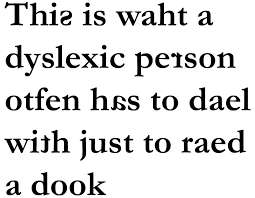 This is waht a
dyslexic person
otfen has to dael
with just to raed
a dook